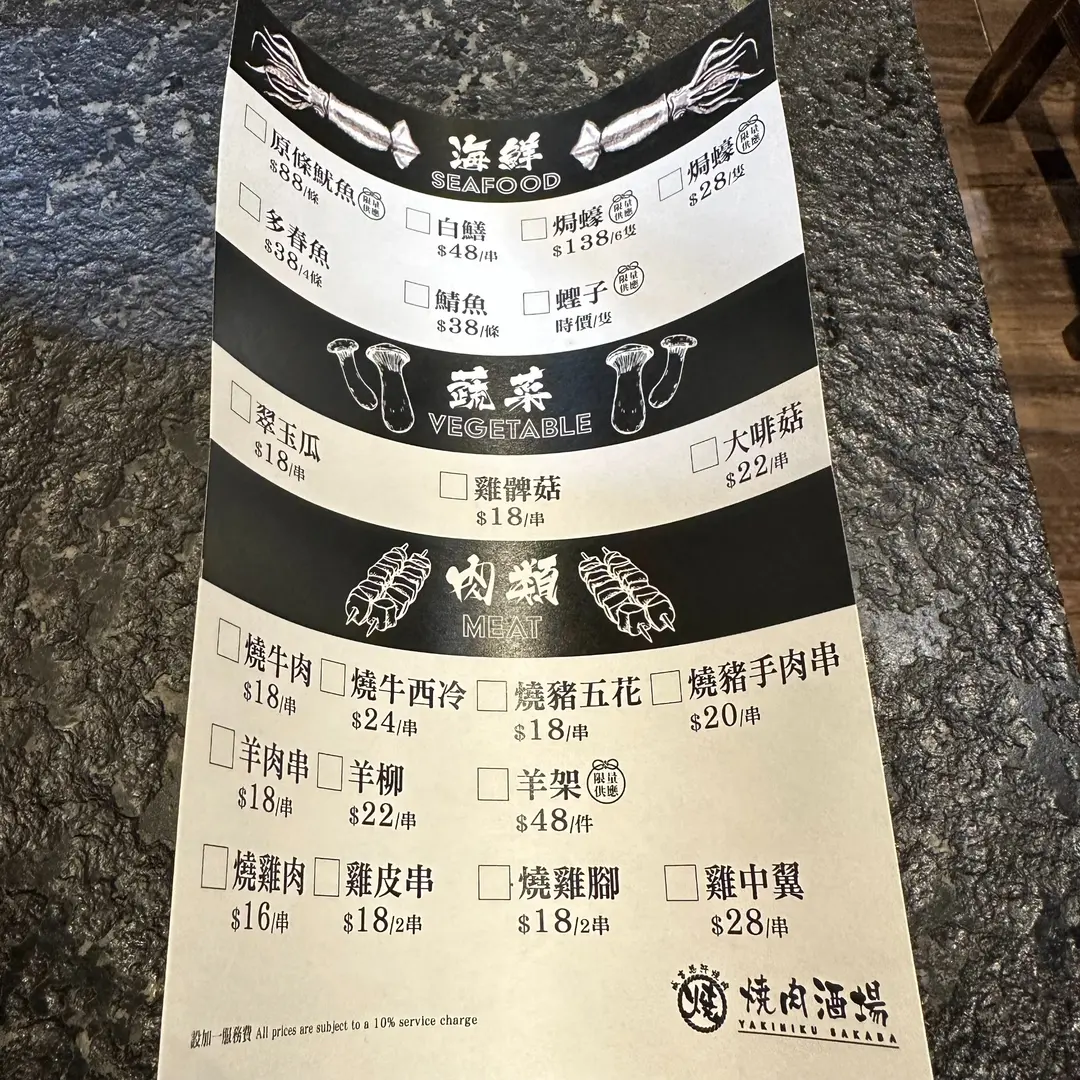 海鮮
SEAFOOD
原條魷魚 限量供應
$88/條
白鱔
$48/串
焗蠔 限量供應
$138/6隻
焗蠔 限量供應
$28/隻
多春魚
$38/4條
鯖魚
$38/條
蟶子 限量供應
時價/隻
蔬菜
VEGETABLE
翠玉瓜
$18/串
雞髀菇
$18/串
大啡菇
$22/串
肉類
MEAT
燒牛肉
$18/串
燒牛西冷
$24/串
燒豬五花
$18/串
燒豬手肉串
$20/串
羊肉串
$18/串
羊柳
$22/串
羊架 限量供應
$48/件
燒雞肉
$16/串
雞皮串
$18/2串
燒雞腳
$18/2串
雞中翼
$28/串
燒
燒肉酒場
YAKINIKU SAKABA
設加一服務費 All prices are subject to a 10% service charge